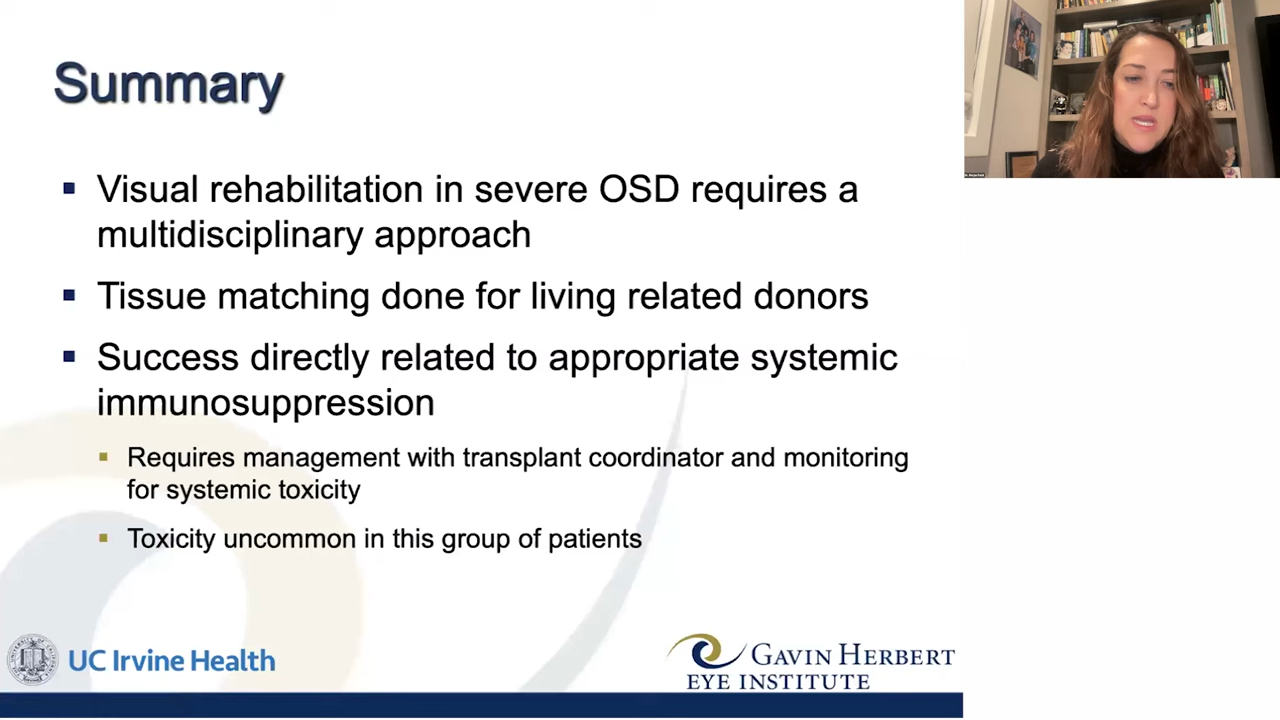 Summary
Visual rehabilitation in severe OSD requires a
multidisciplinary approach
Tissue matching done for living related donors
Success directly related to appropriate systemic
immunosuppression
Requires management with transplant coordinator and monitoring
for systemic toxicity
Toxicity uncommon in this group of patients
UC Irvine Health
GAVIN HERBERT
EYE INSTITUTE